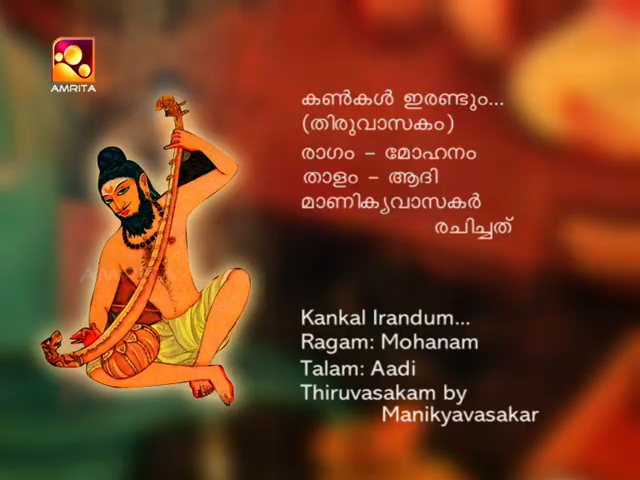 AMRITA
കൺകൾ ഇരണ്ടും...
(തിരുവാസകം)
രാഗം - മോഹനം
താളം - ആദി
മാണിക്യവാസകർ
രചിച്ചത്
Kankal Irandum...
Ragam: Mohanam
Talam: Aadi
Thiruvasakam by
Manikyavasakar